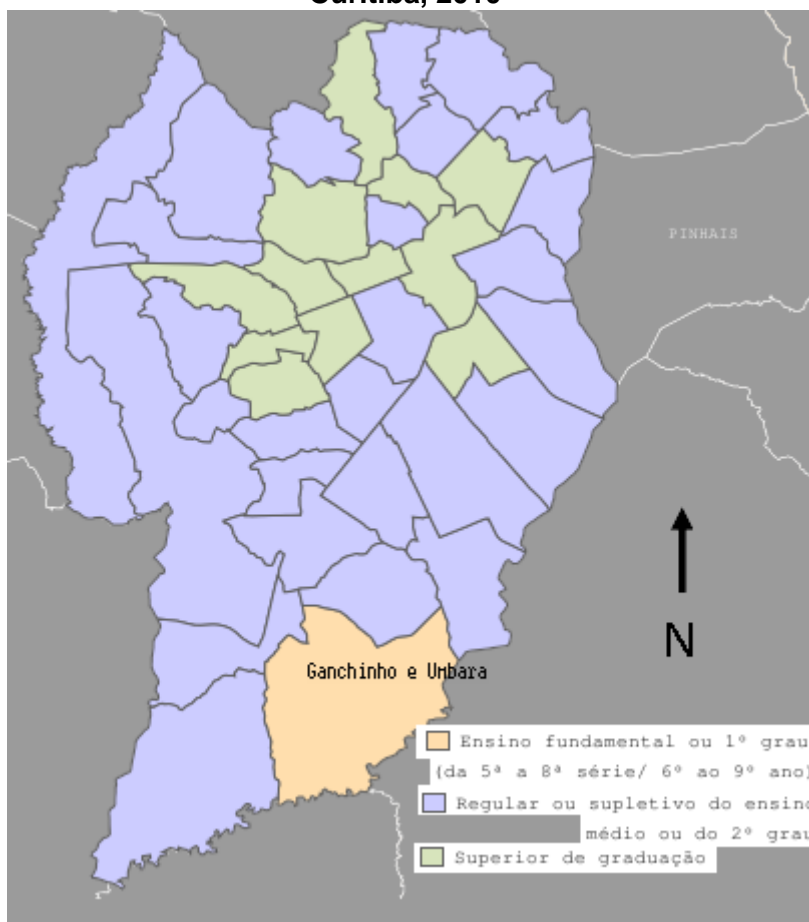 Curitiba, 2010
PINHAIS
N
Ganchinho e Umbara
Ensino fundamental ou 1º grau
(da 5ª a 8ª série/ 6º ao 9º ano)
Regular ou supletivo do ensino
médio ou do 2º grau
Superior de graduação